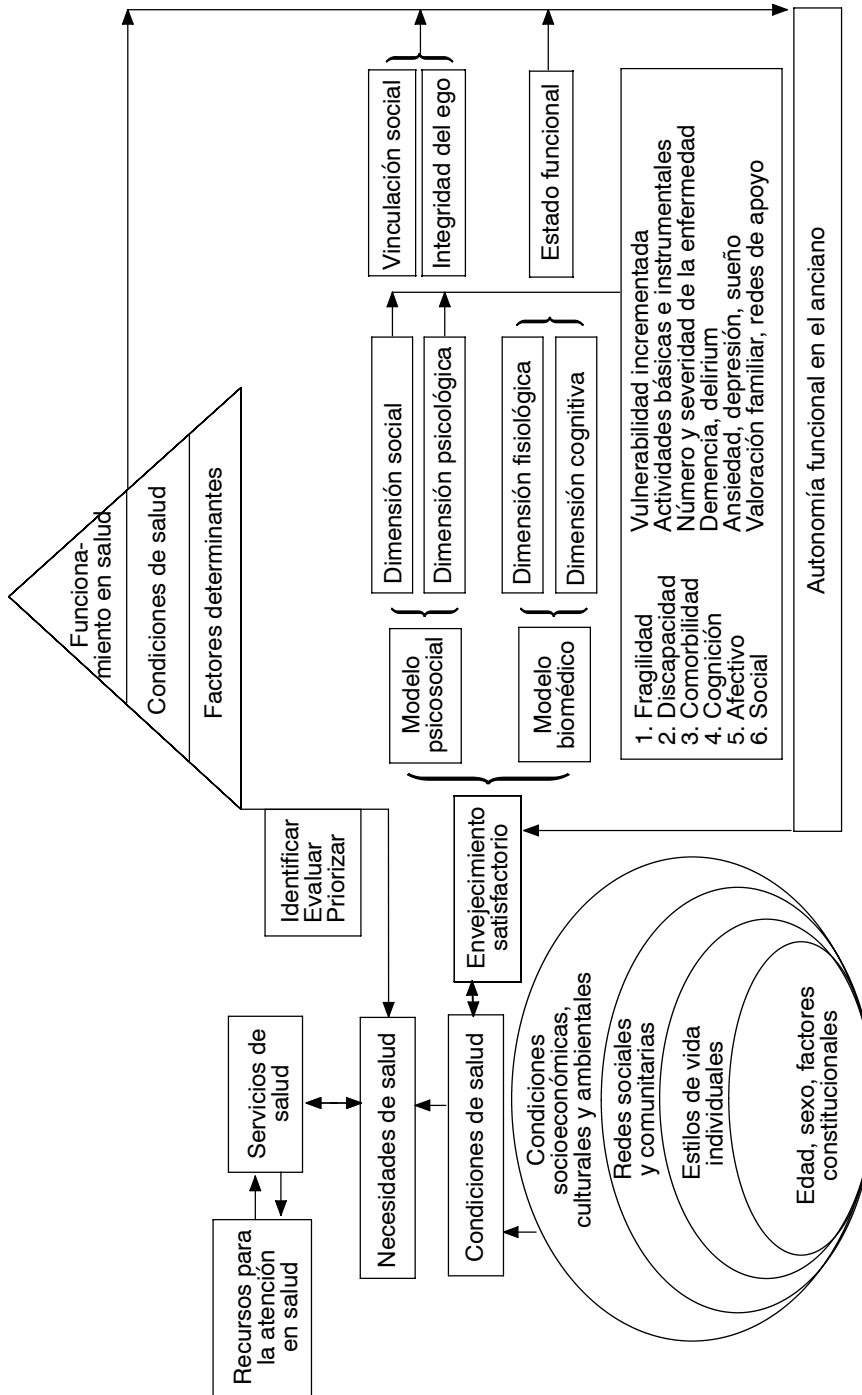 Recursos para
la atención
en salud
Servicios de
salud
Necesidades de salud
Condiciones de salud
Condiciones
socioeconómicas,
culturales y ambientales
Redes sociales
y comunitarias
Estilos de vida
individuales
Edad, sexo, factores
constitucionales
Identificar
Evaluar
Priorizar
Envejecimiento
satisfactorio
Funciona-
miento en salud
Condiciones de salud
Factores determinantes
Modelo
psicosocial
Modelo
biomédico
Dimensión social
Dimensión psicológica
Dimensión fisiológica
Dimensión cognitiva
Vinculación social
Integridad del ego
Estado funcional
1. Fragilidad Vulnerabilidad incrementada
2. Discapacidad Actividades básicas e instrumentales
3. Comorbilidad Número y severidad de la enfermedad
4. Cognición Demencia, delirium
5. Afectivo Ansiedad, depresión, sueño
6. Social Valoración familiar, redes de apoyo
Autonomía funcional en el anciano